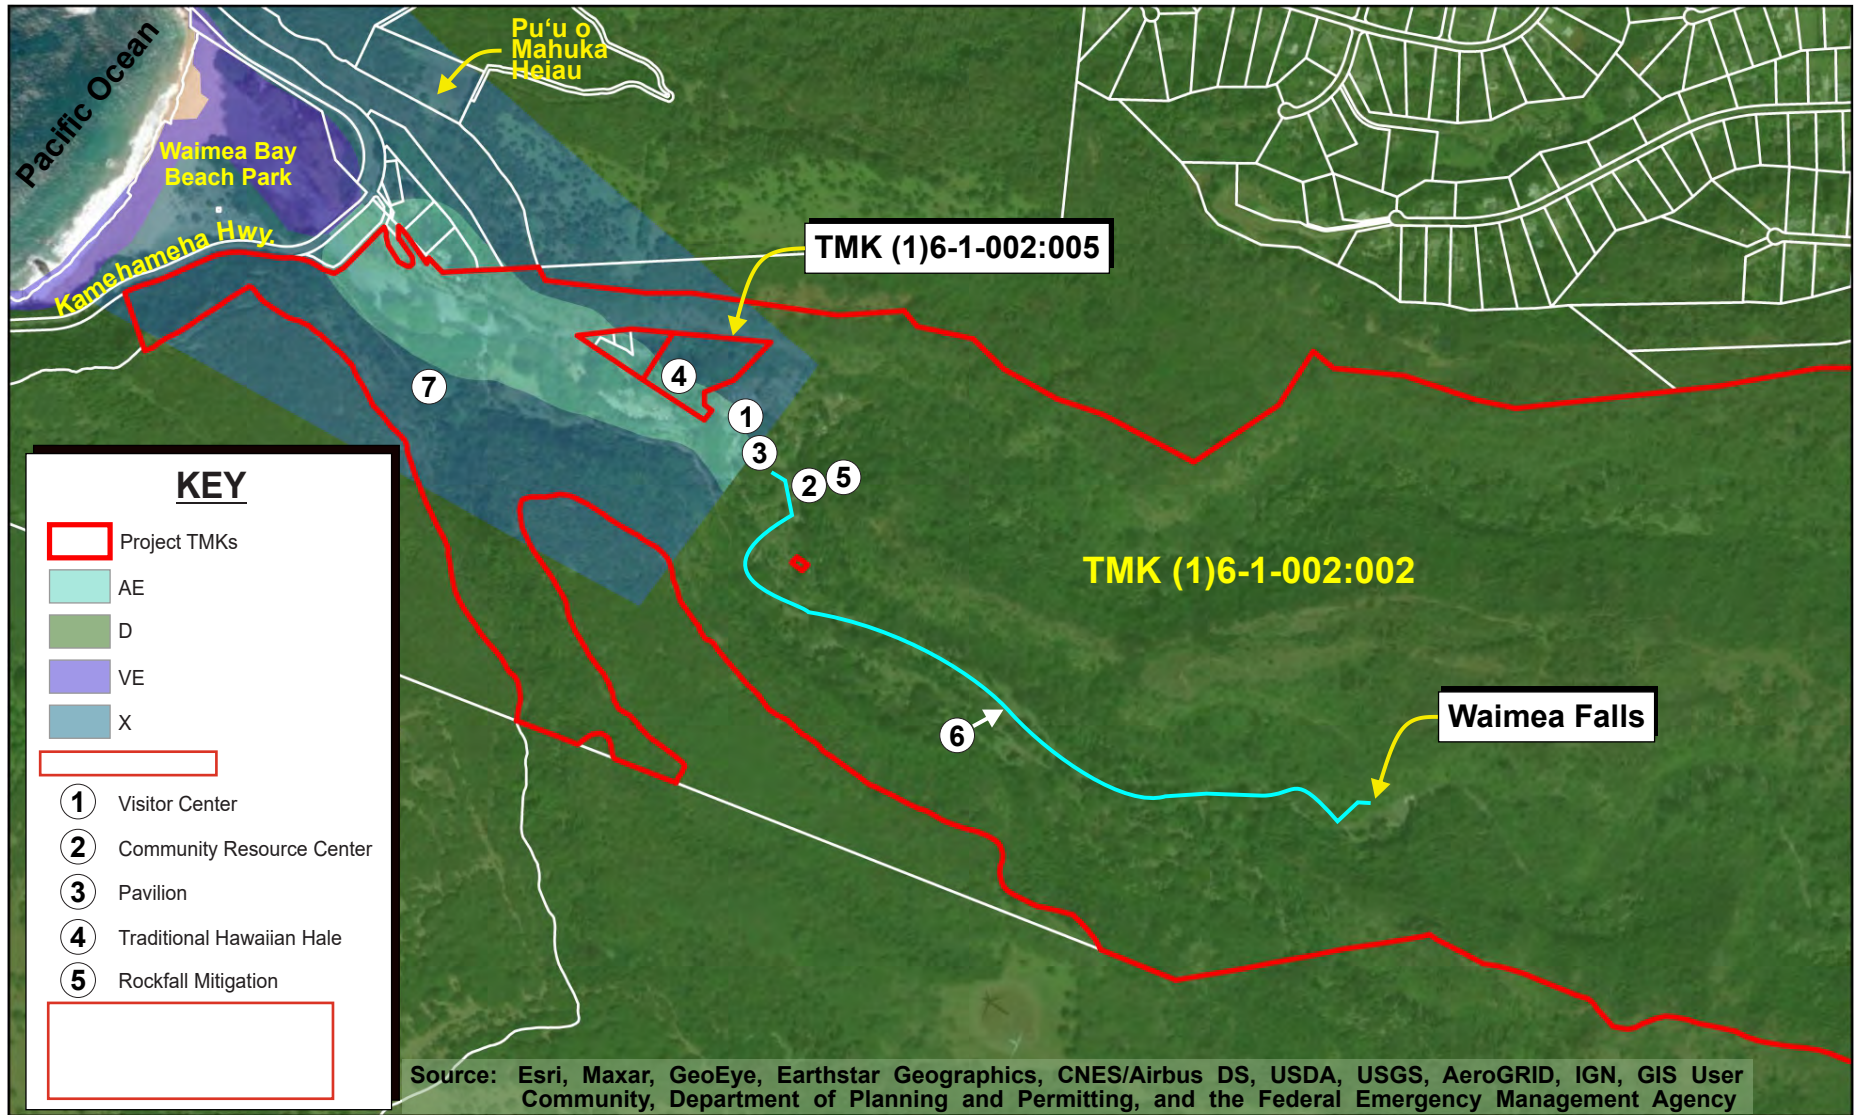 Pacific Ocean
Pu‘u o
Mahuka
Heiau
Waimea Bay
Beach Park
Kamehameha Hwy.
TMK (1)6-1-002:005
4
1
7
3
2
5
TMK (1)6-1-002:002
6
Waimea Falls
KEY
Project TMKs
AE
D
VE
X
1 Visitor Center
2 Community Resource Center
3 Pavilion
4 Traditional Hawaiian Hale
5 Rockfall Mitigation
Source: Esri, Maxar, GeoEye, Earthstar Geographics, CNES/Airbus DS, USDA, USGS, AeroGRID, IGN, GIS User
Community, Department of Planning and Permitting, and the Federal Emergency Management Agency